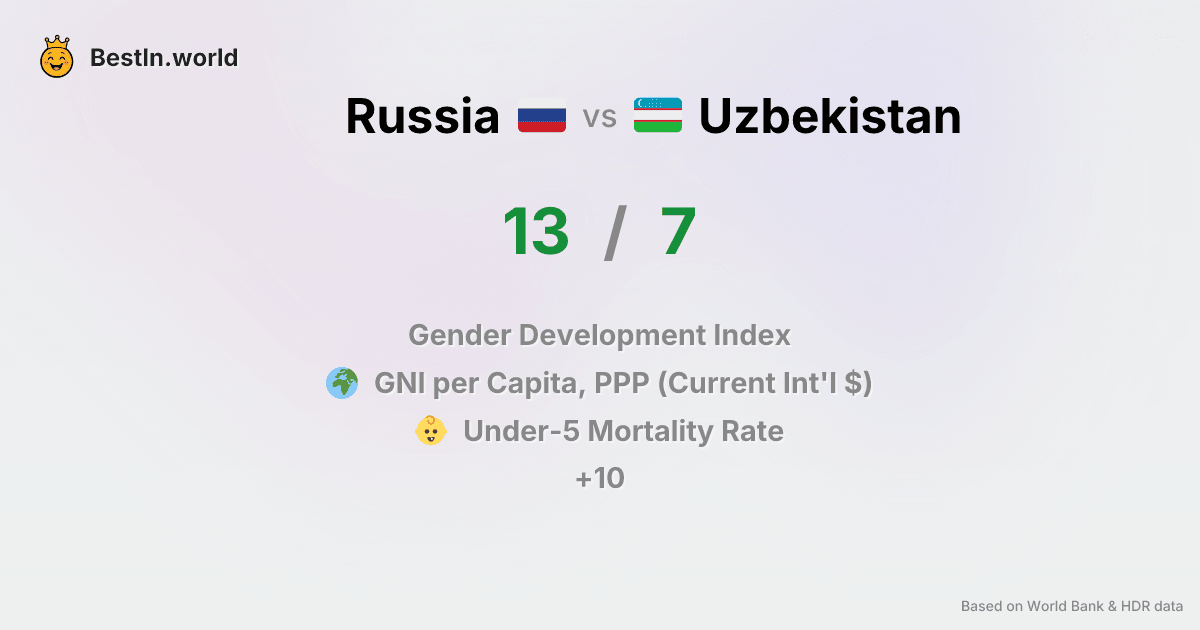 BestIn.world
Russia vs Uzbekistan
13 / 7
Gender Development Index
GNI per Capita, PPP (Current Int'l $)
Under-5 Mortality Rate
+10
Based on World Bank & HDR data